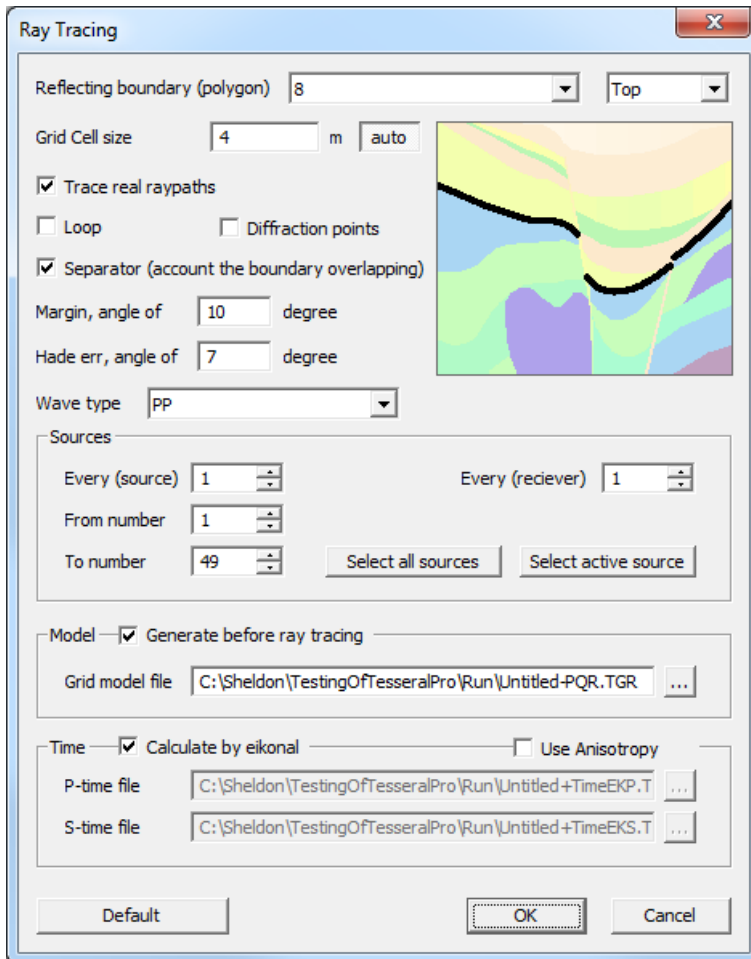 Ray Tracing
Reflecting boundary (polygon) 8 Top
Grid Cell size 4 m auto
Trace real raypaths
Loop Diffraction points
Separator (account the boundary overlapping)
Margin, angle of 10 degree
Hade err, angle of 7 degree
Wave type PP
Sources
Every (source) 1 Every (reciever) 1
From number 1
To number 49 Select all sources Select active source
Model Generate before ray tracing
Grid model file C:\Sheldon\TestingOfTesseralPro\Run\Untitled-PQR.TGR ...
Time Calculate by eikonal Use Anisotropy
P-time file C:\Sheldon\TestingOfTesseralPro\Run\Untitled+TimeEKP.T ...
S-time file C:\Sheldon\TestingOfTesseralPro\Run\Untitled+TimeEKS.T ...
Default OK Cancel